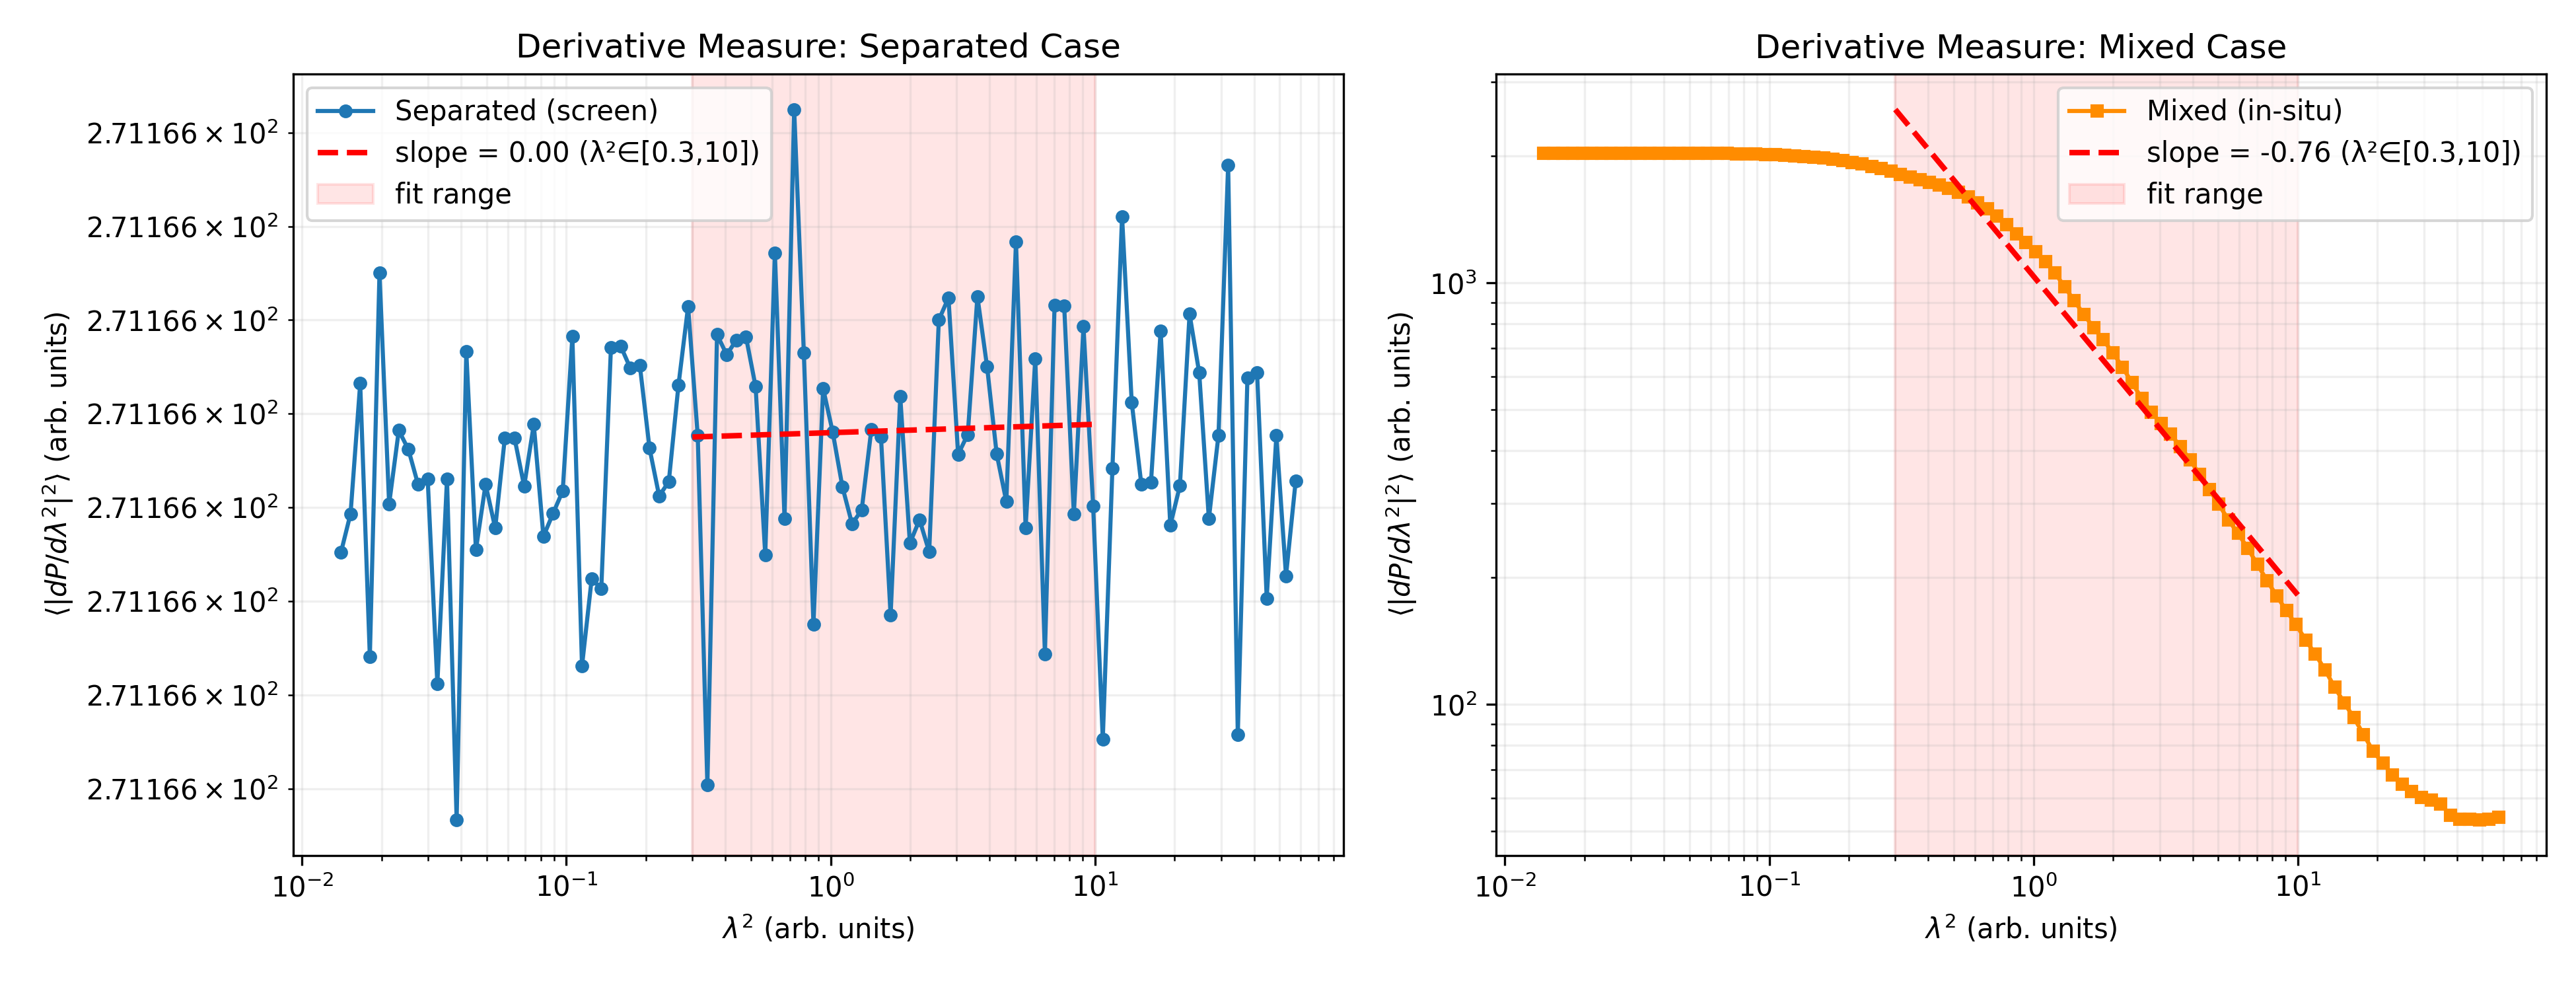 Derivative Measure: Separated Case
⟨|dP/dλ²|²⟩ (arb. units)
2.71166 × 10²
2.71166 × 10²
2.71166 × 10²
2.71166 × 10²
2.71166 × 10²
2.71166 × 10²
2.71166 × 10²
2.71166 × 10²
Separated (screen)
slope = 0.00 (λ²∈[0.3,10])
fit range
10⁻² 10⁻¹ 10⁰ 10¹
λ² (arb. units)
Derivative Measure: Mixed Case
⟨|dP/dλ²|²⟩ (arb. units)
10³
10²
Mixed (in-situ)
slope = -0.76 (λ²∈[0.3,10])
fit range
10⁻² 10⁻¹ 10⁰ 10¹
λ² (arb. units)